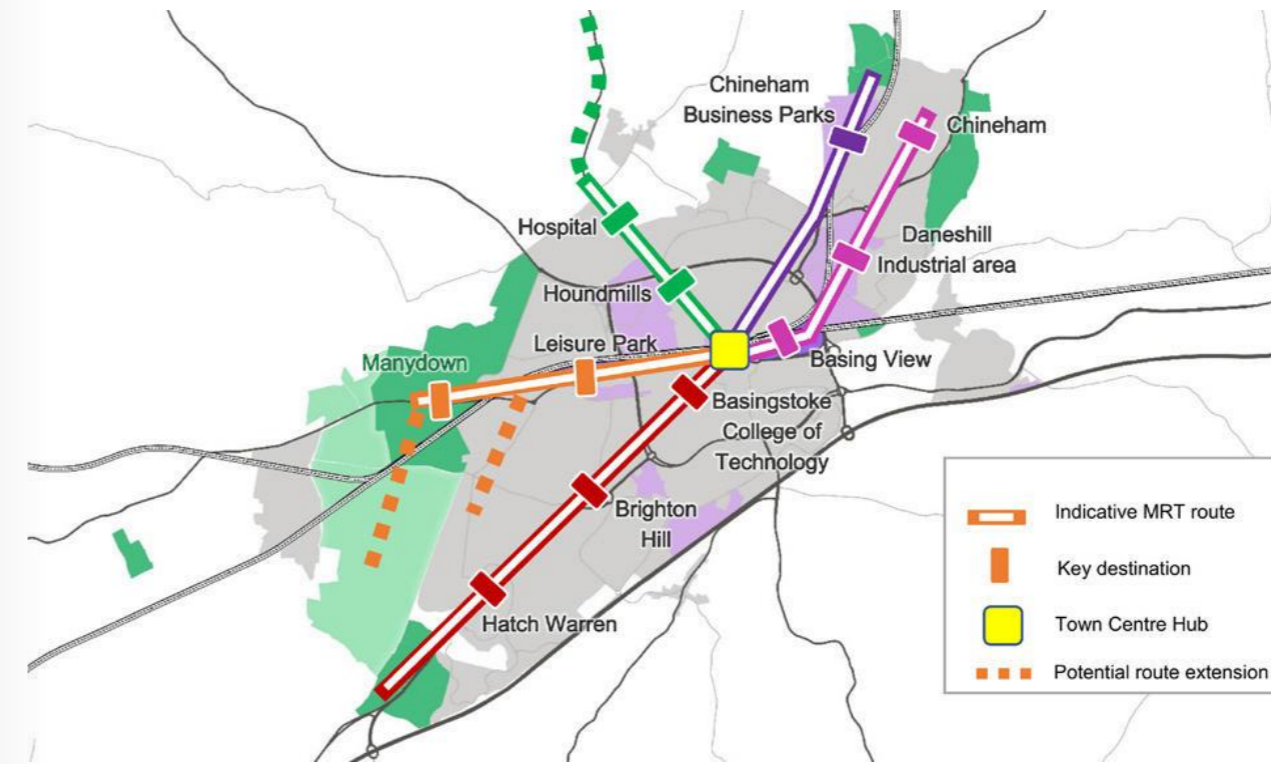 Chineham
Business Parks
Chineham
Hospital
Daneshill
Industrial area
Houndmills
Leisure Park
Manydown
Basing View
Basingstoke
College of
Technology
Brighton
Hill
Hatch Warren
Indicative MRT route
Key destination
Town Centre Hub
Potential route extension